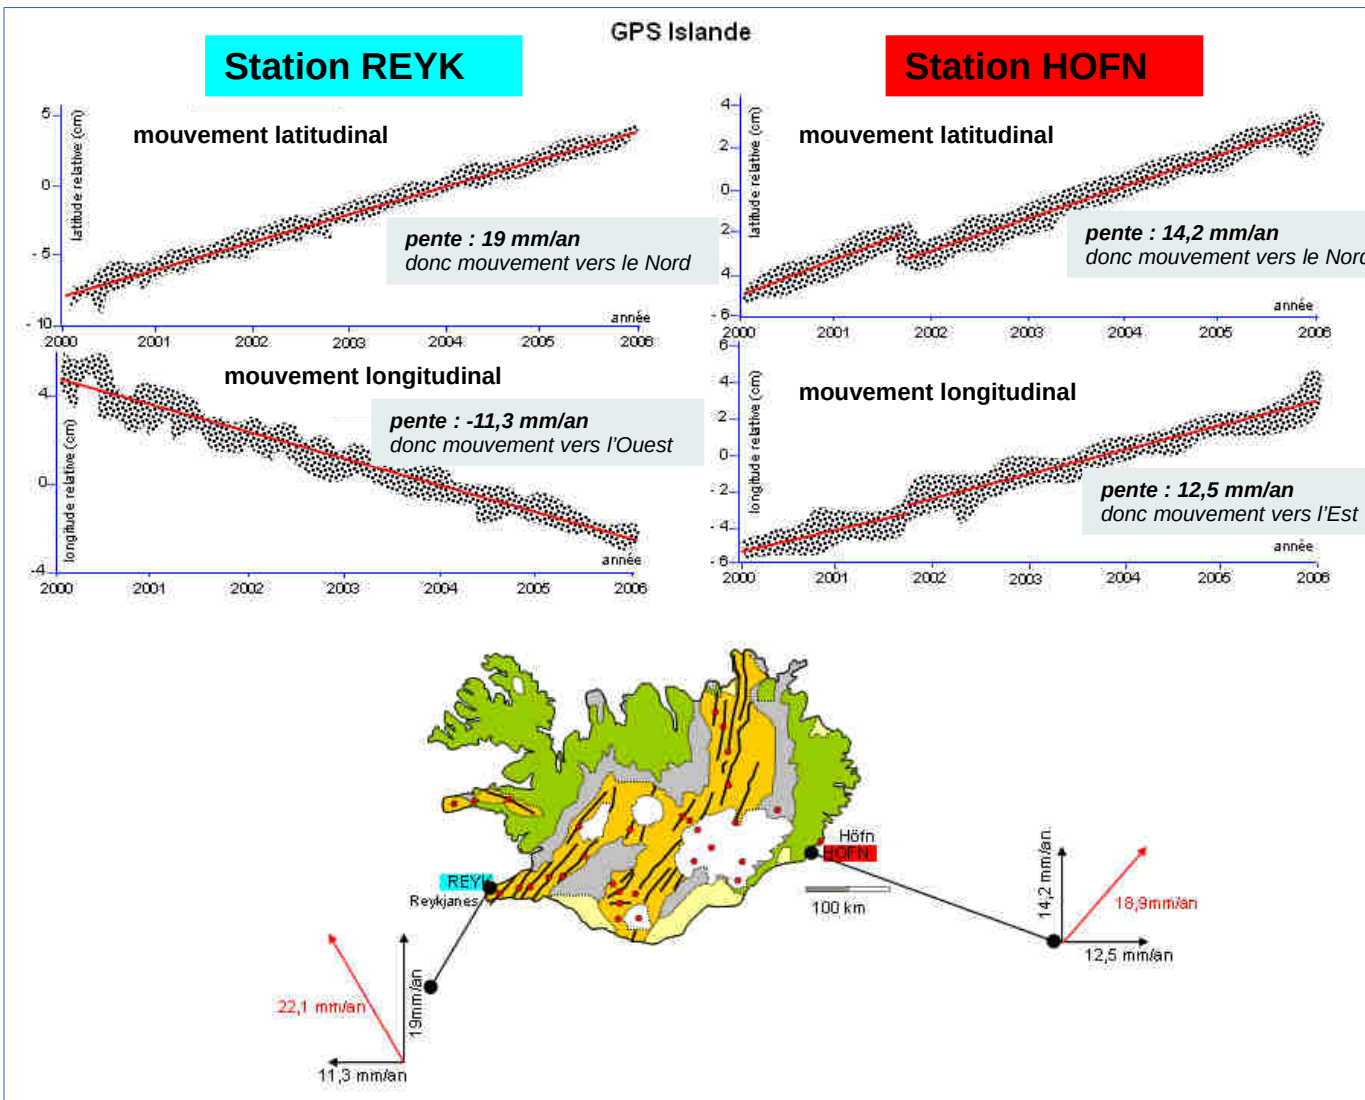 GPS Islande
Station REYK
Station HOFN
mouvement latitudinal
latitude relative (cm)
5
0
- 5
- 10
pente : 19 mm/an
donc mouvement vers le Nord
année
2000 2001 2002 2003 2004 2005 2006
mouvement latitudinal
latitude relative (cm)
4
2
0
2
4
- 6
pente : 14,2 mm/an
donc mouvement vers le Nord
année
2000 2001 2002 2003 2004 2005 2006
mouvement longitudinal
longitude relative (cm)
4
0
-4
pente : -11,3 mm/an
donc mouvement vers l'Ouest
année
2000 2001 2002 2003 2004 2005 2006
mouvement longitudinal
longitude relative (cm)
6
4
2
0
- 2
- 4
- 6
pente : 12,5 mm/an
donc mouvement vers l'Est
année
2000 2001 2002 2003 2004 2005 2006
REYK
Reykjanes
Höfn
HOFN
100 km
22,1 mm/an
19mm/an
11,3 mm/an
14,2 mm/an.
18,9mm/an
12,5 mm/an